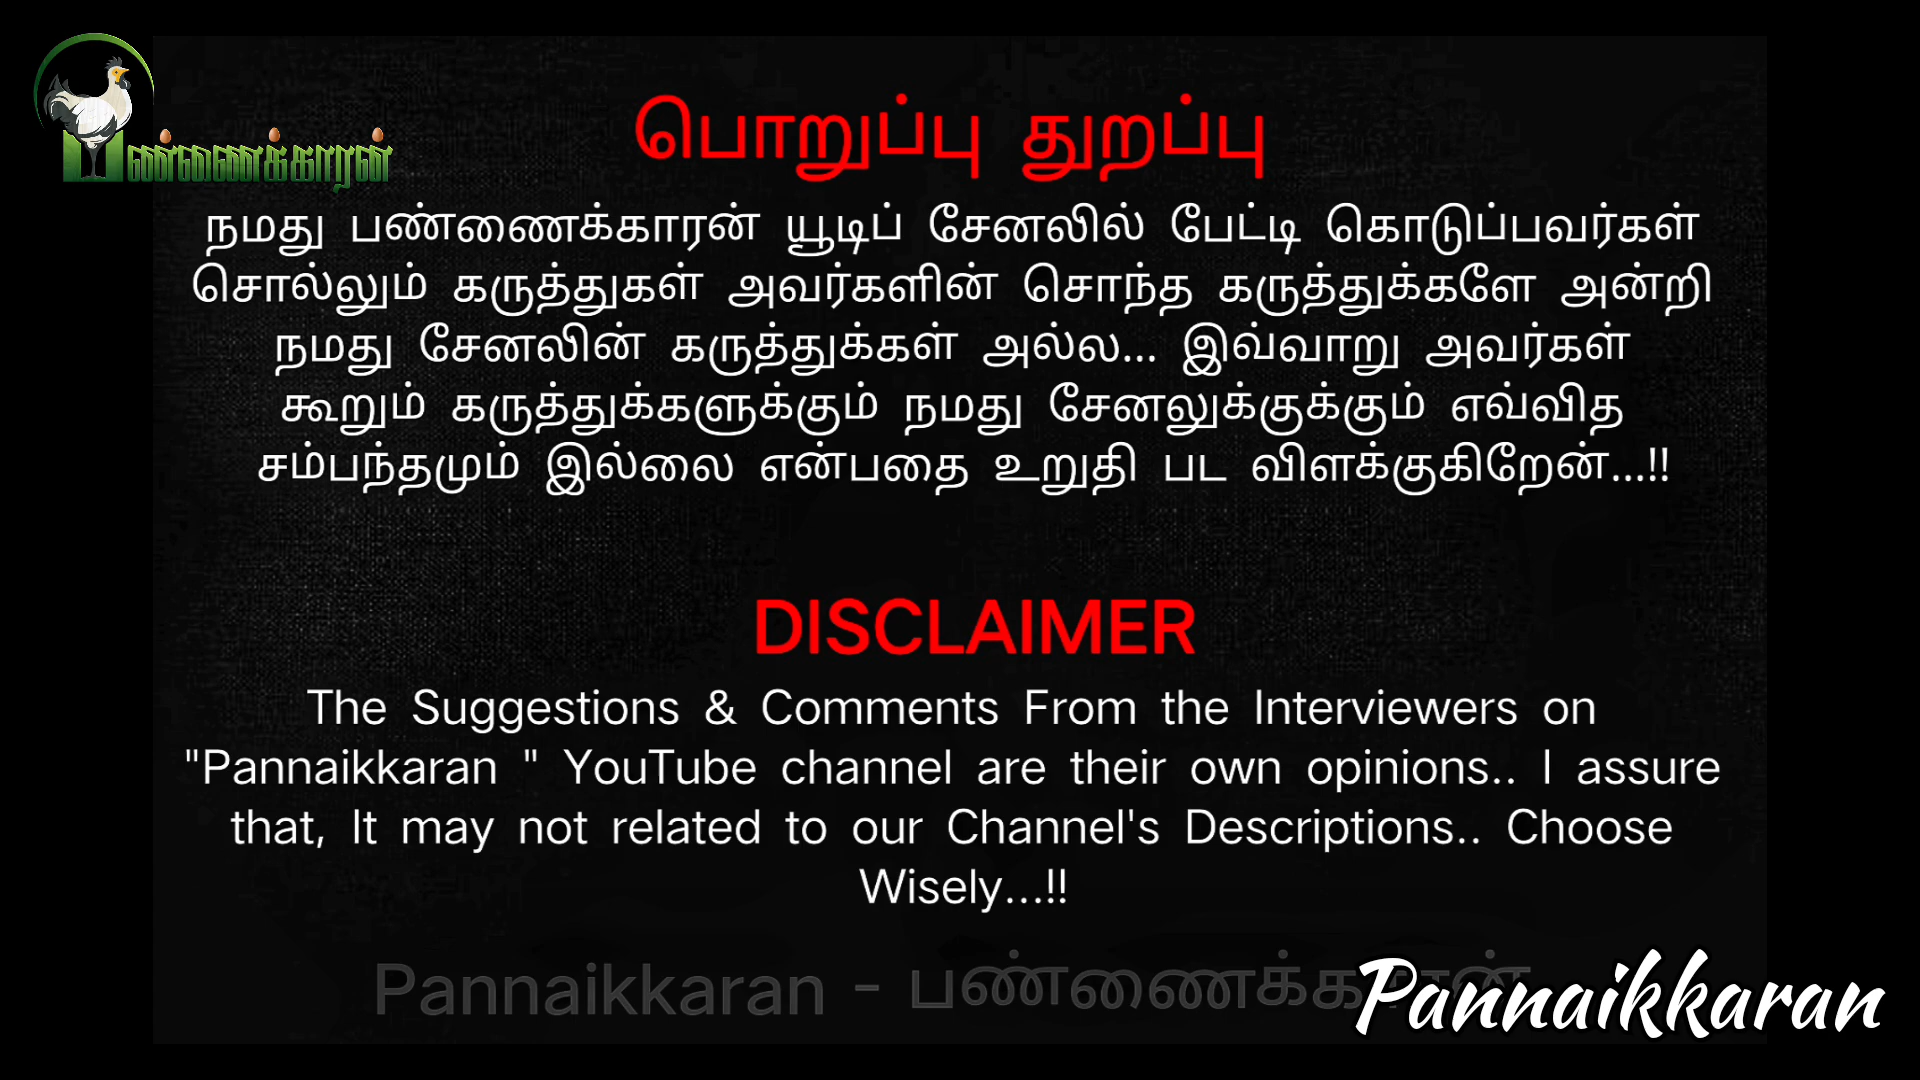 பண்ணைக்காரன்
பொறுப்பு துறப்பு
நமது பண்ணைக்காரன் யூடிப் சேனலில் பேட்டி கொடுப்பவர்கள்
சொல்லும் கருத்துகள் அவர்களின் சொந்த கருத்துக்களே அன்றி
நமது சேனலின் கருத்துக்கள் அல்ல... இவ்வாறு அவர்கள்
கூறும் கருத்துக்களுக்கும் நமது சேனலுக்குக்கும் எவ்வித
சம்பந்தமும் இல்லை என்பதை உறுதி பட விளக்குகிறேன்...!!
DISCLAIMER
The Suggestions & Comments From the Interviewers on
"Pannaikkaran " YouTube channel are their own opinions.. I assure
that, It may not related to our Channel's Descriptions.. Choose
Wisely...!!
Pannaikkaran - பண்ணைக்காரன்
Pannaikkaran